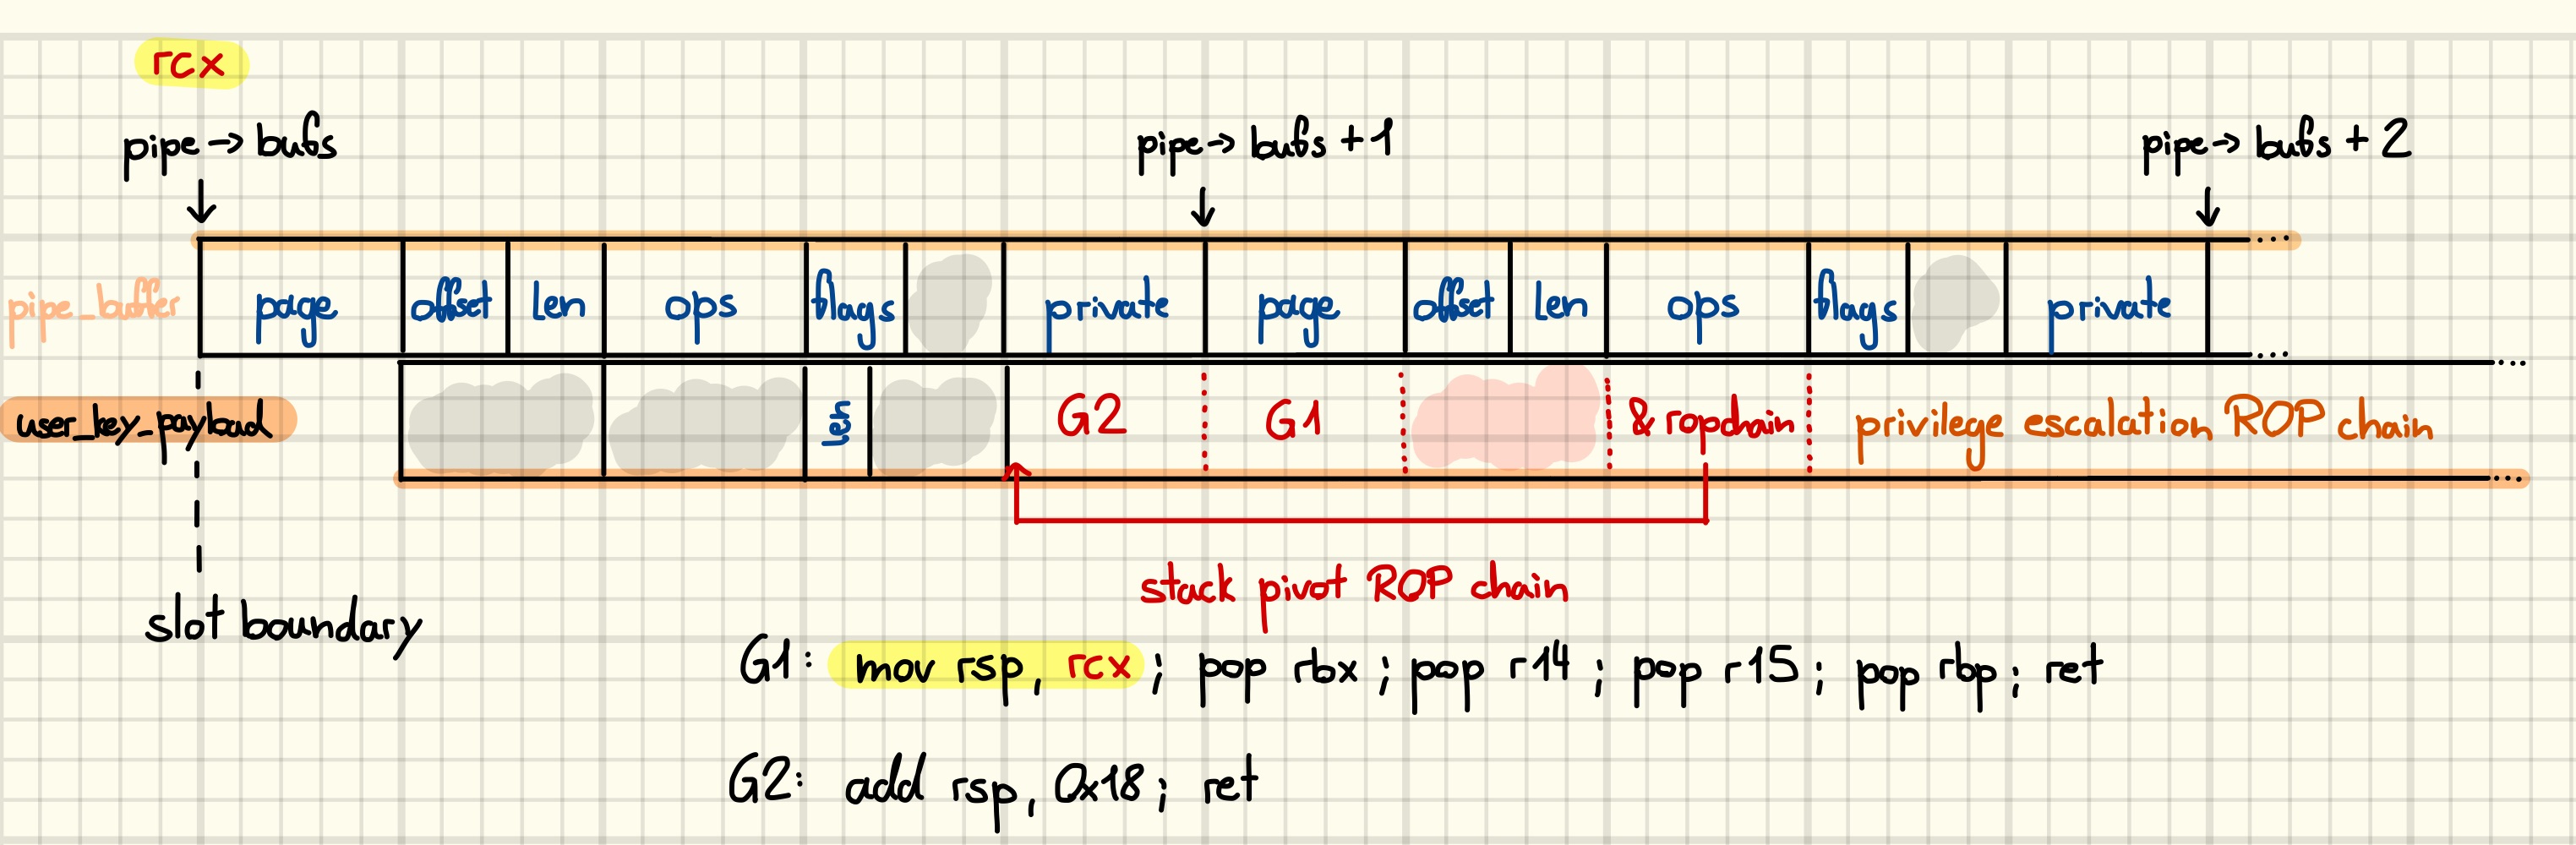 rcx
pipe→ bufs
pipe→ bufs +1
pipe→ bufs + 2
pipe_buffer
page offset len ops flags private page offset len ops flags private
user_key_payload
G2 G1 & ropchain privilege escalation ROP chain
stack pivot ROP chain
slot boundary
G1: mov rsp, rcx ; pop rbx ; pop r14 ; pop r15 ; pop rbp ; ret
G2: add rsp, 0x18 ; ret